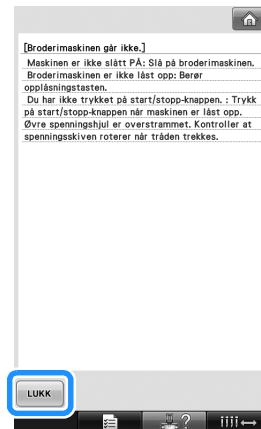 [Broderimaskinen går ikke.]
Maskinen er ikke slått PÅ: Slå på broderimaskinen.
Broderimaskinen er ikke låst opp: Berør
opplåsningstasten.
Du har ikke trykket på start/stopp-knappen. : Trykk
på start/stopp-knappen når maskinen er låst opp.
Øvre spenningshjul er overstrammet. Kontroller at
spenningsskiven roterer når tråden trekkes.
LUKK
?